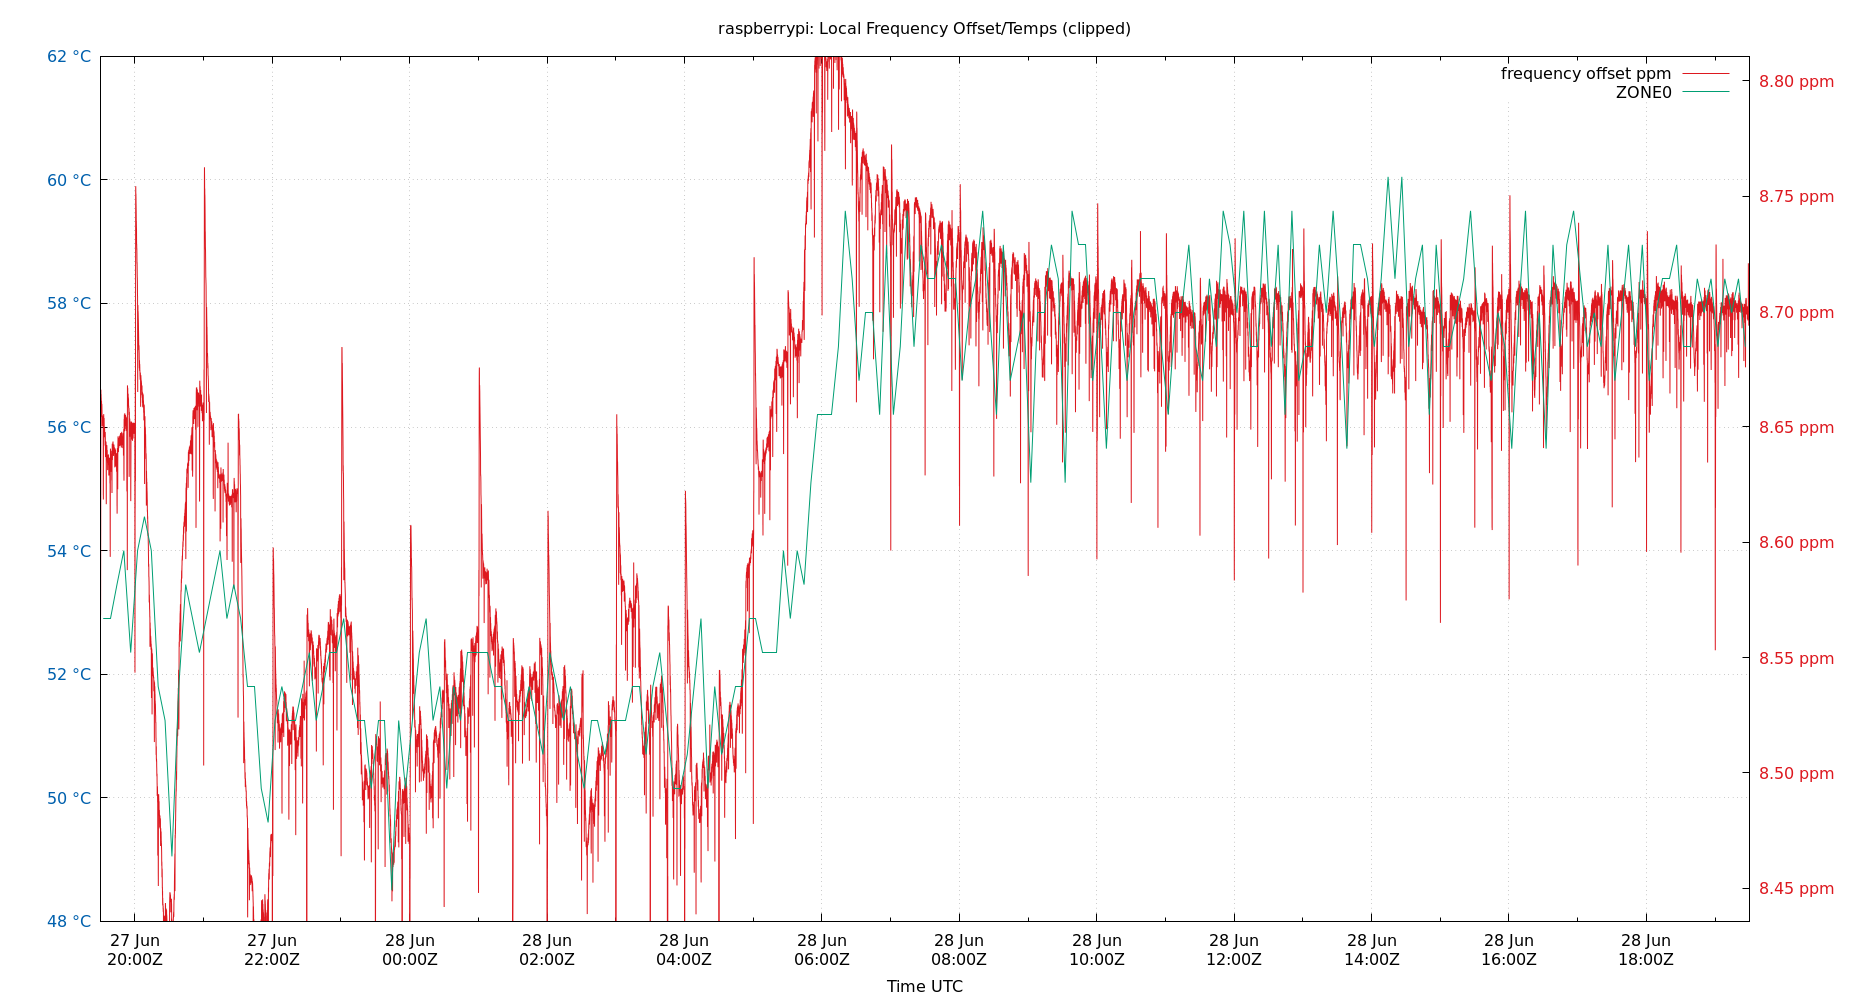 raspberrypi: Local Frequency Offset/Temps (clipped)
62 °C
60 °C
58 °C
56 °C
54 °C
52 °C
50 °C
48 °C
frequency offset ppm
ZONE0
8.80 ppm
8.75 ppm
8.70 ppm
8.65 ppm
8.60 ppm
8.55 ppm
8.50 ppm
8.45 ppm
27 Jun 27 Jun 28 Jun 28 Jun 28 Jun 28 Jun 28 Jun 28 Jun 28 Jun 28 Jun 28 Jun 28 Jun
20:00Z 22:00Z 00:00Z 02:00Z 04:00Z 06:00Z 08:00Z 10:00Z 12:00Z 14:00Z 16:00Z 18:00Z
Time UTC